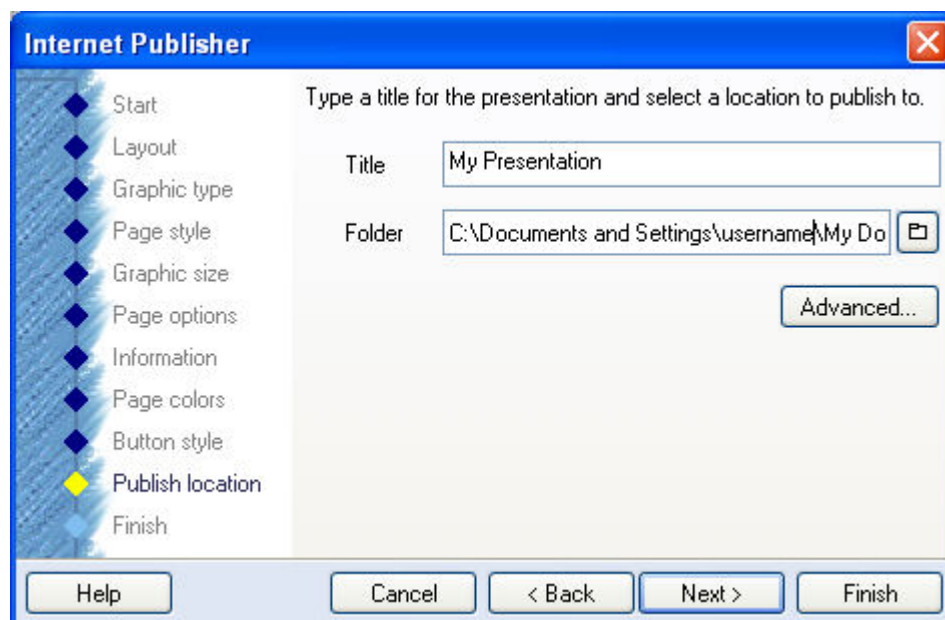 Internet Publisher
Start
Layout
Graphic type
Page style
Graphic size
Page options
Information
Page colors
Button style
Publish location
Finish
Type a title for the presentation and select a location to publish to.
Title My Presentation
Folder C:\Documents and Settings\username\My Do
Advanced...
Help Cancel < Back Next > Finish